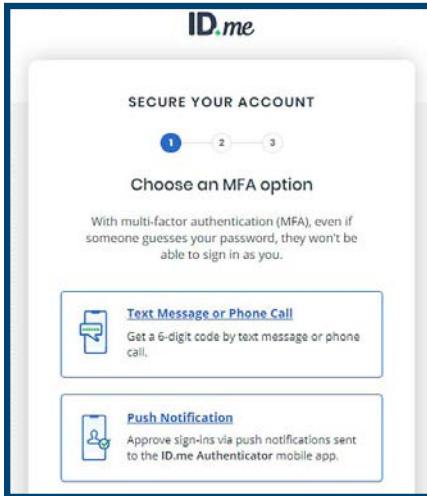 ID.me
SECURE YOUR ACCOUNT
1 2 3
Choose an MFA option
With multi-factor authentication (MFA), even if
someone guesses your password, they won't be
able to sign in as you.
Text Message or Phone Call
Get a 6-digit code by text message or phone
call.
Push Notification
Approve sign-ins via push notifications sent
to the ID.me Authenticator mobile app.